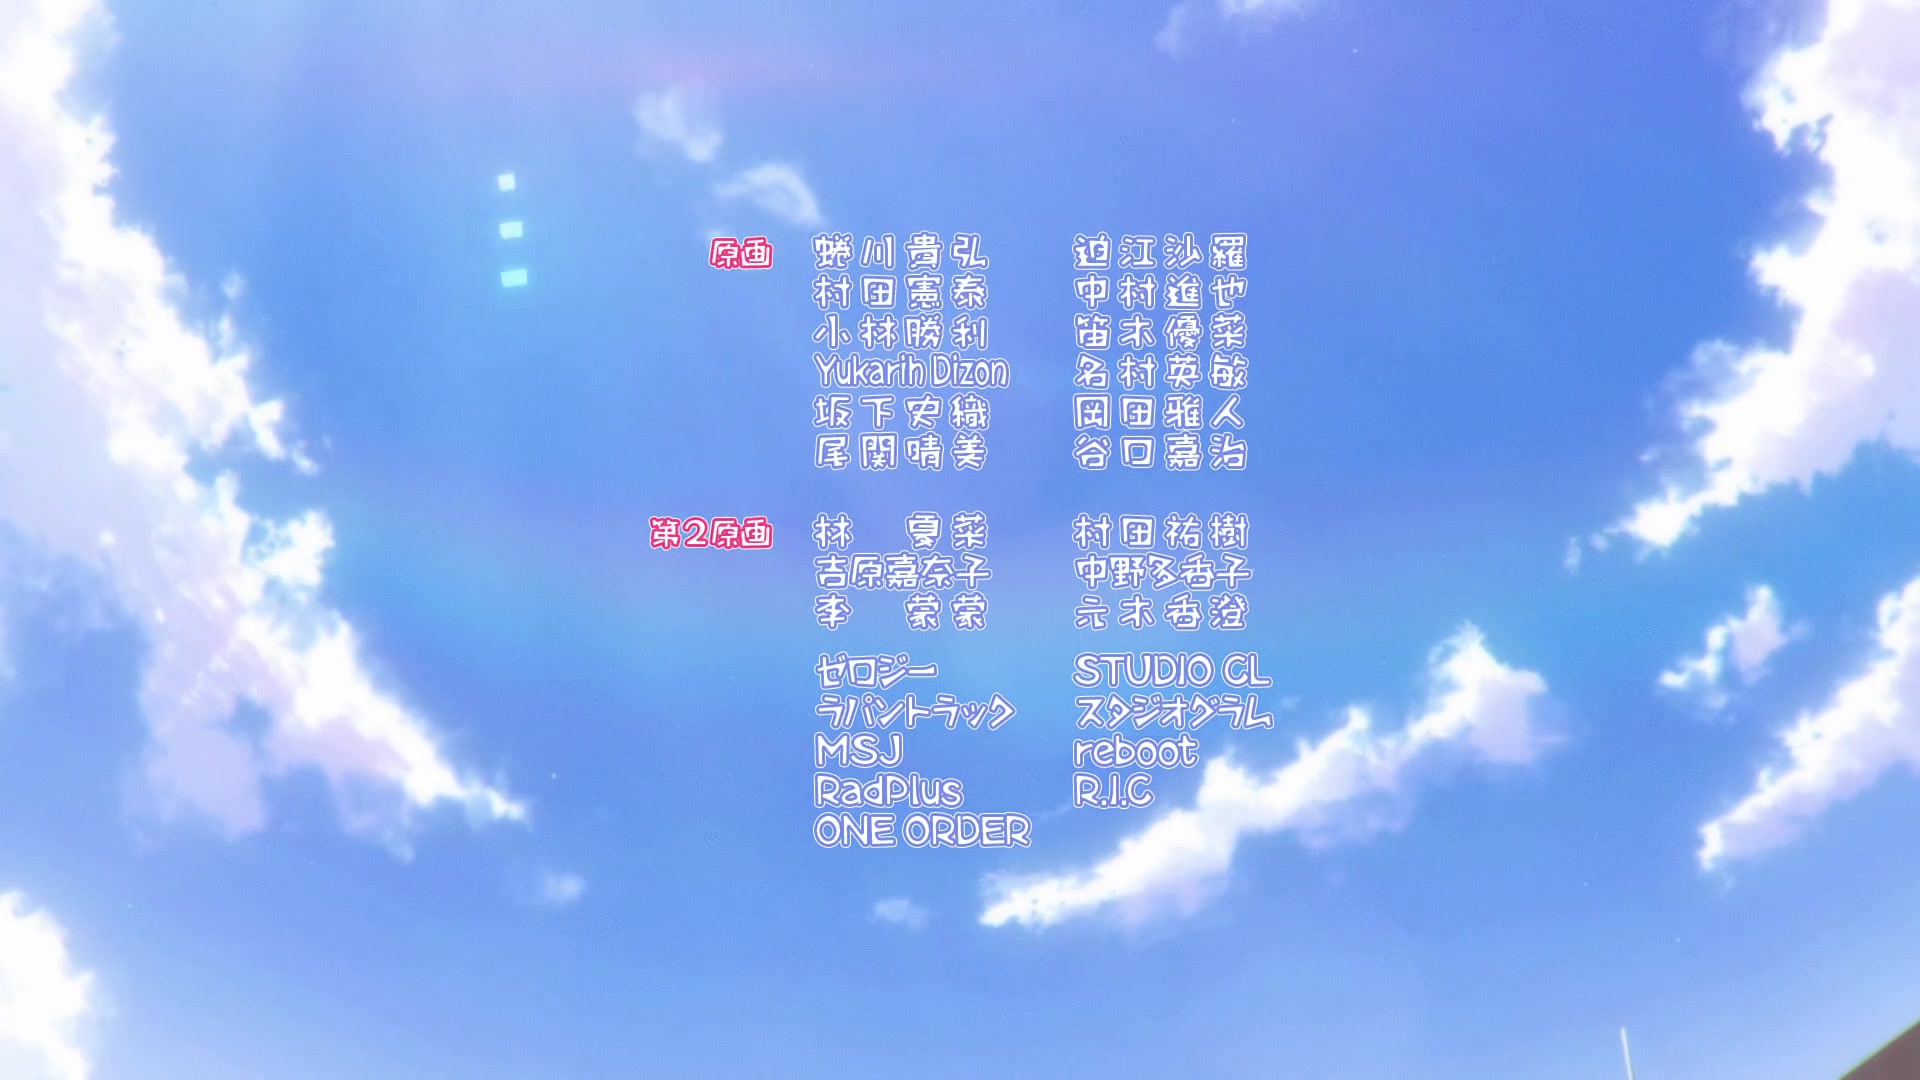 原画 蜷川貴弘 迫江沙羅
村田憲泰 中村進也
小林勝利 笛木優菜
Yukarih Dizon 名村英敏
坂下史織 岡田雅人
尾関晴美 谷口嘉治
第2原画 林 夏菜 村田祐樹
吉原嘉奈子 中野多香子
李 蒙蒙 六木香澄
ゼロジー STUDIO CL
ラパントラック スタジオグラム
MSJ reboot
RadPlus R.I.C
ONE ORDER